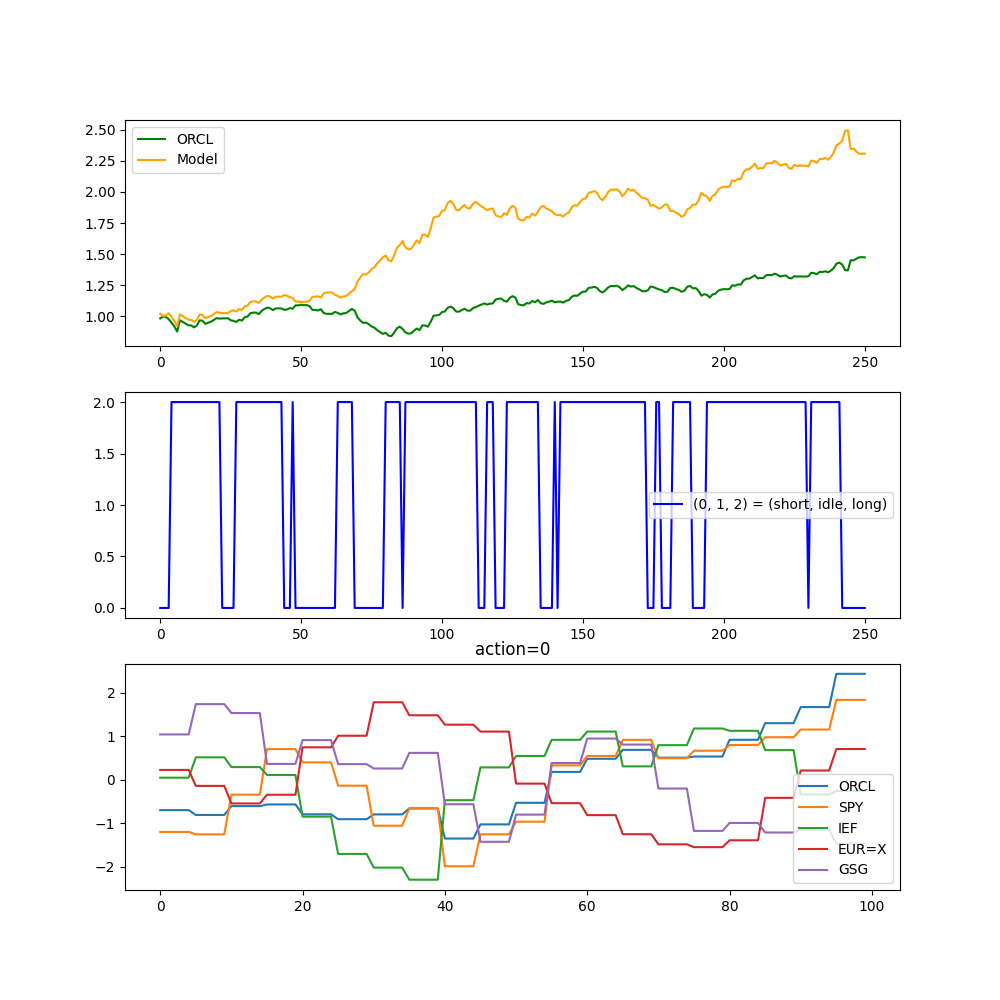 2.50
2.25
2.00
1.75
1.50
1.25
1.00
ORCL
Model
0 50 100 150 200 250
2.0
1.5
1.0
0.5
0.0
(0, 1, 2) = (short, idle, long)
0 50 100 150 200 250
action=0
2
1
0
−1
−2
ORCL
SPY
IEF
EUR=X
GSG
0 20 40 60 80 100